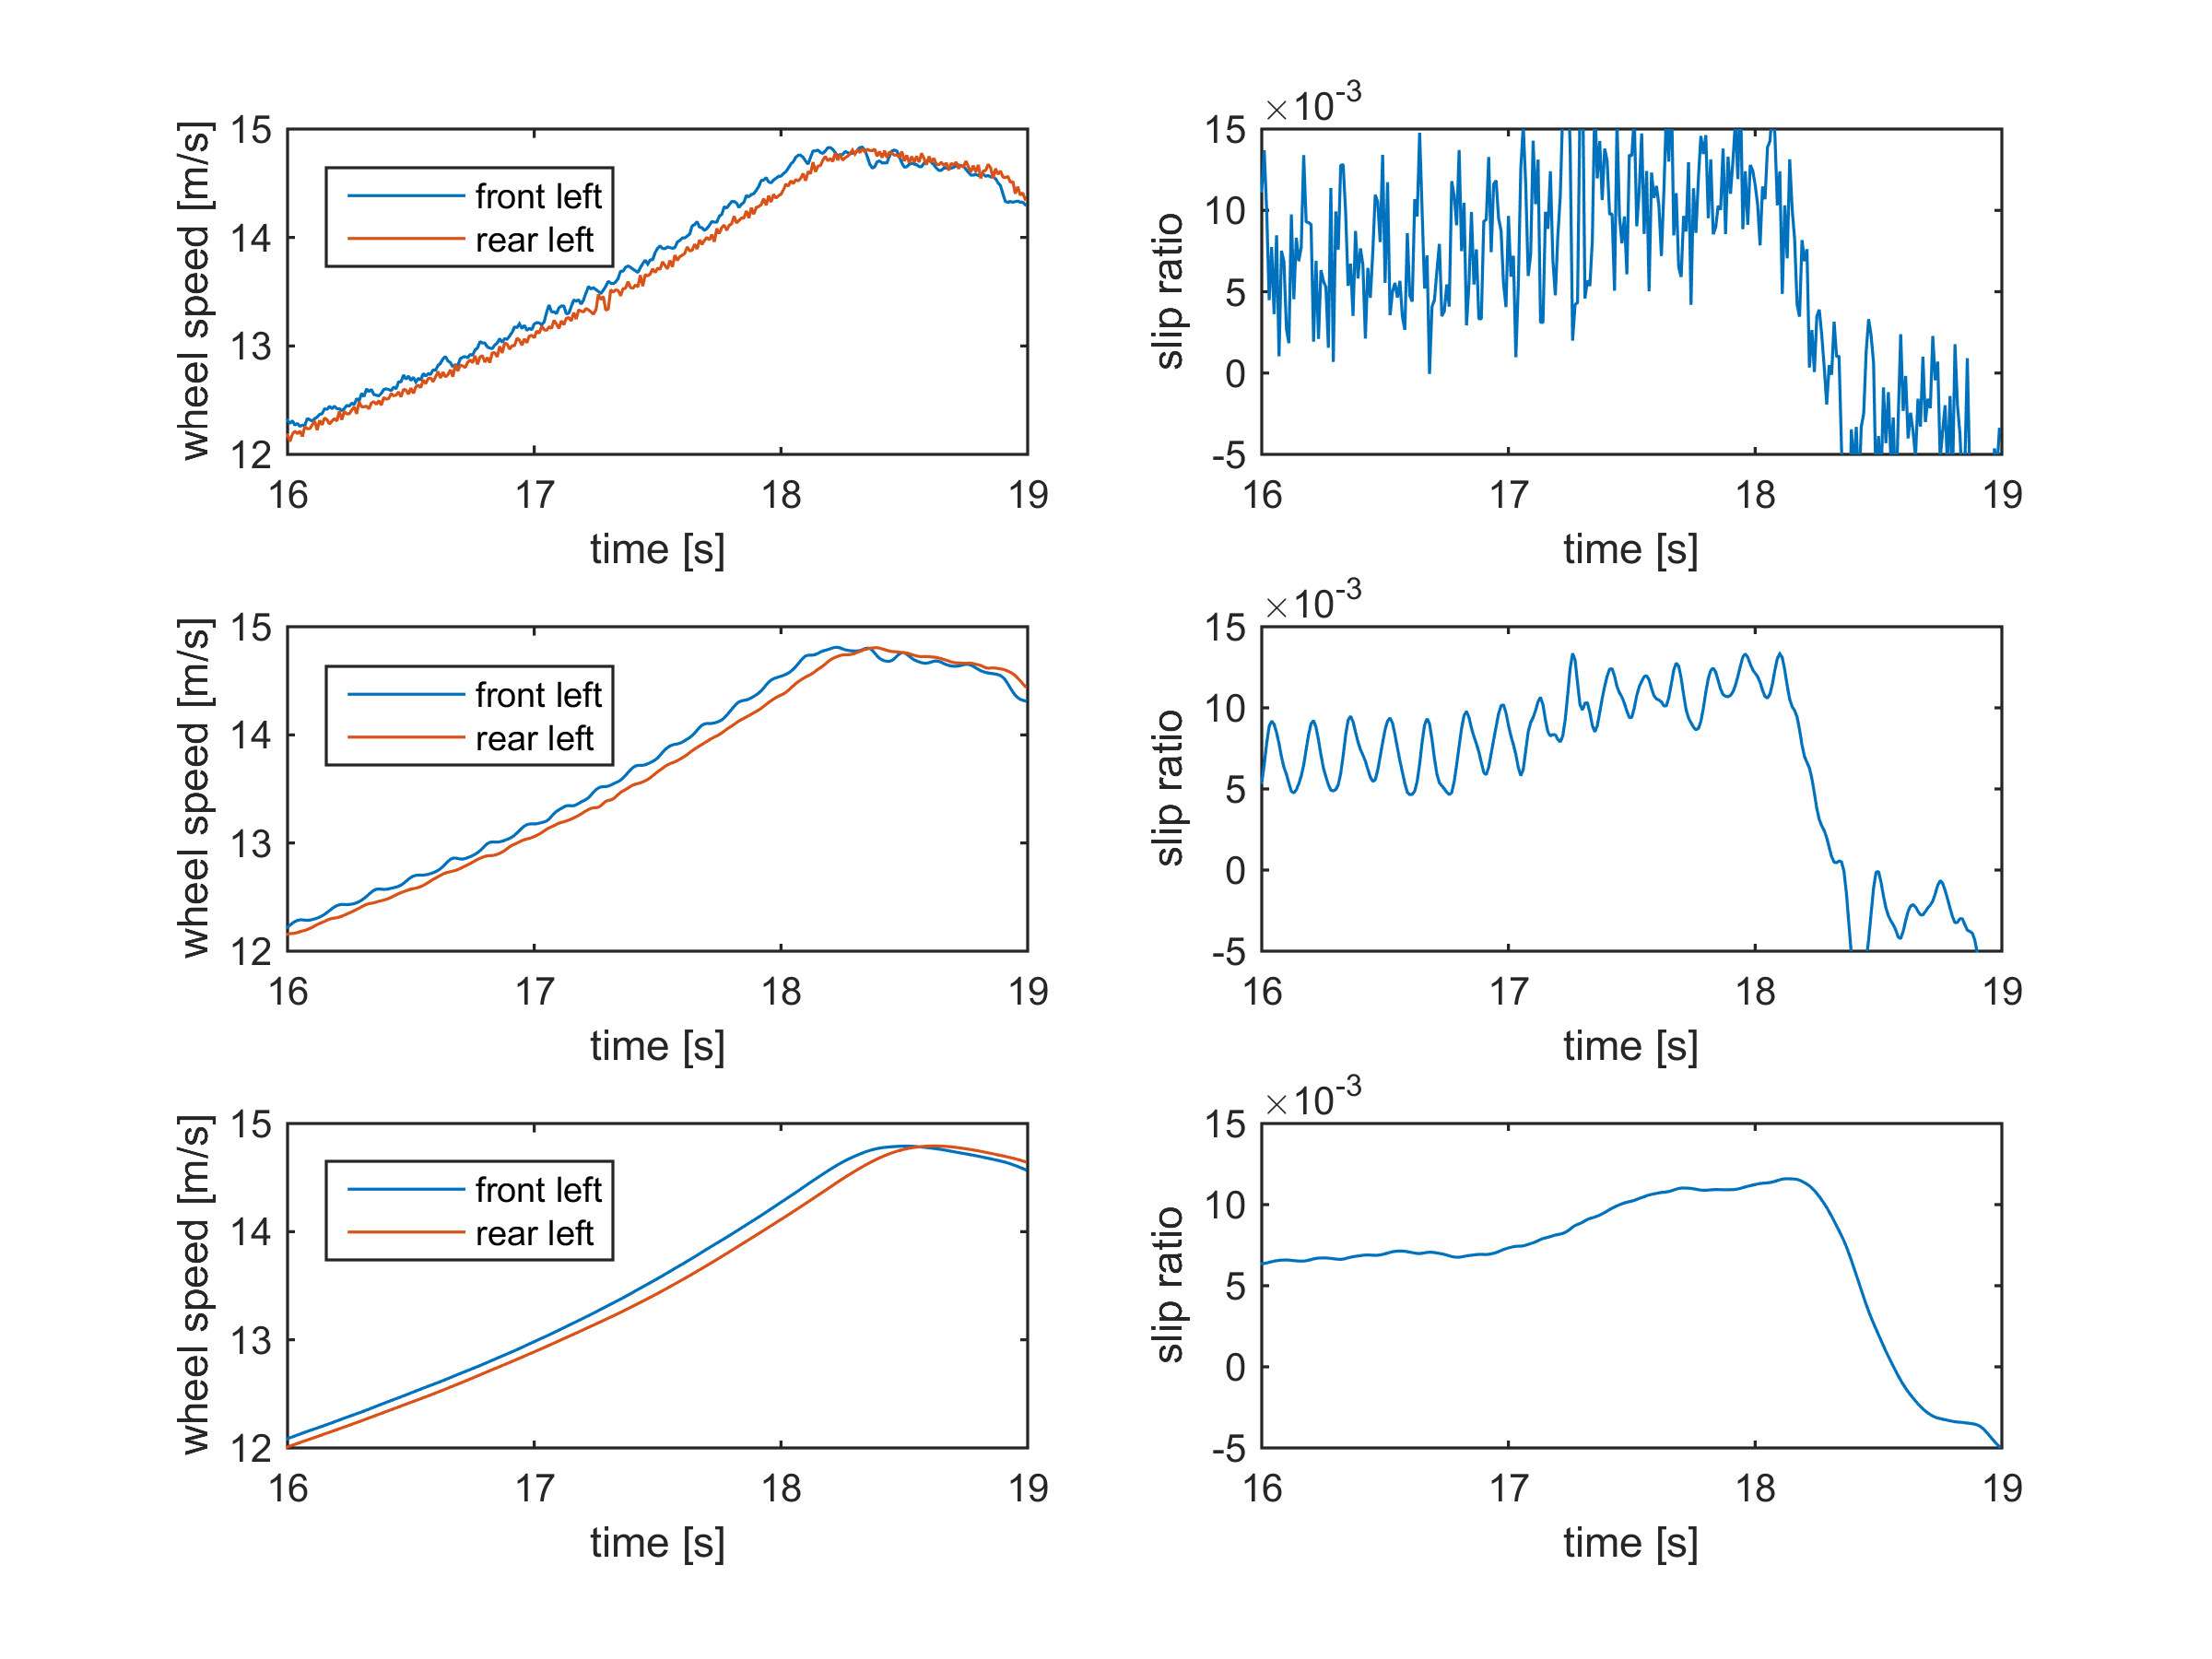 wheel speed [m/s]
15
14
13
12
front left
rear left
16 17 18 19
time [s]
×10-3
slip ratio
15
10
5
0
-5
16 17 18 19
time [s]
wheel speed [m/s]
15
14
13
12
front left
rear left
16 17 18 19
time [s]
×10-3
slip ratio
15
10
5
0
-5
16 17 18 19
time [s]
wheel speed [m/s]
15
14
13
12
front left
rear left
16 17 18 19
time [s]
×10-3
slip ratio
15
10
5
0
-5
16 17 18 19
time [s]